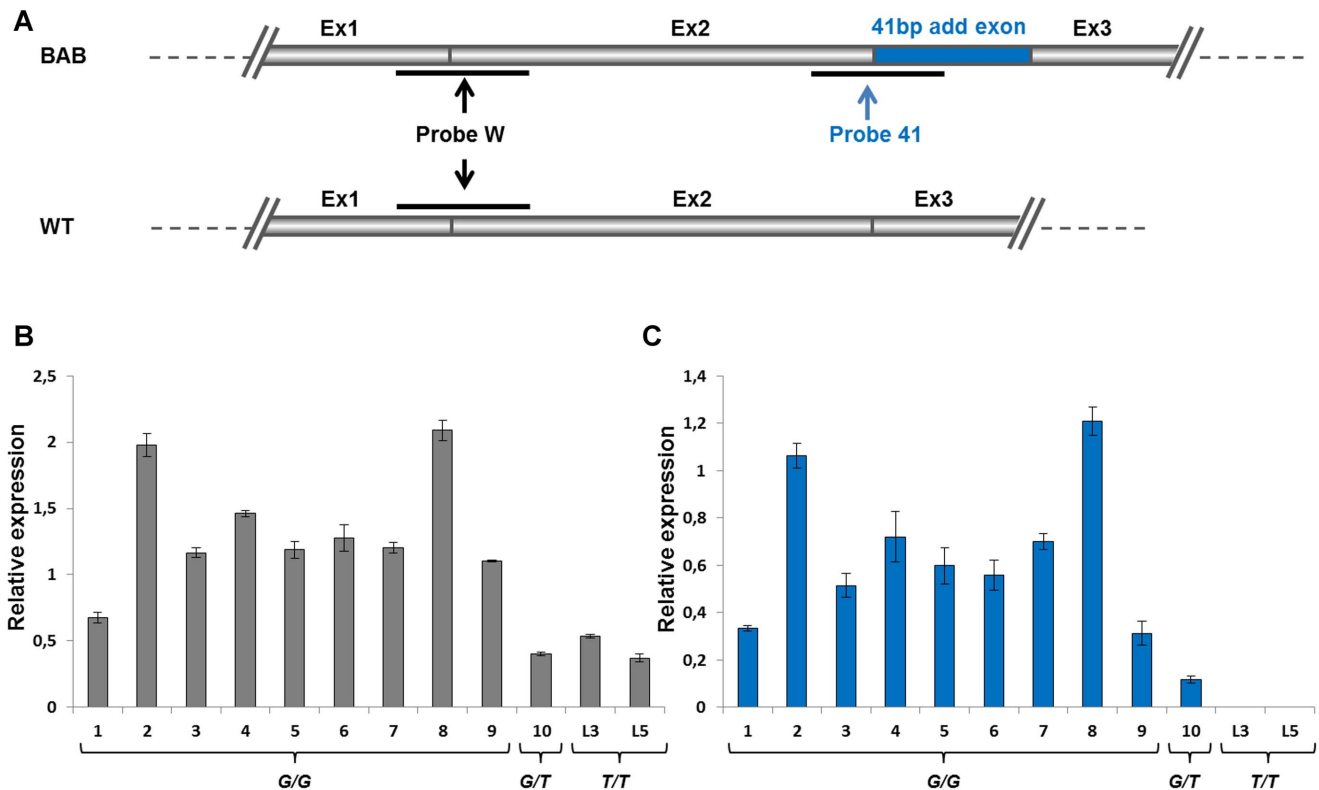 A
Ex1 Ex2 41bp add exon Ex3
BAB
Probe W Probe 41
Ex1 Ex2 Ex3
WT
B
Relative expression
2,5
2
1,5
1
0,5
0
1 2 3 4 5 6 7 8 9 10 L3 L5
G/G G/T T/T
C
Relative expression
1,4
1,2
1
0,8
0,6
0,4
0,2
0
1 2 3 4 5 6 7 8 9 10 L3 L5
G/G G/T T/T